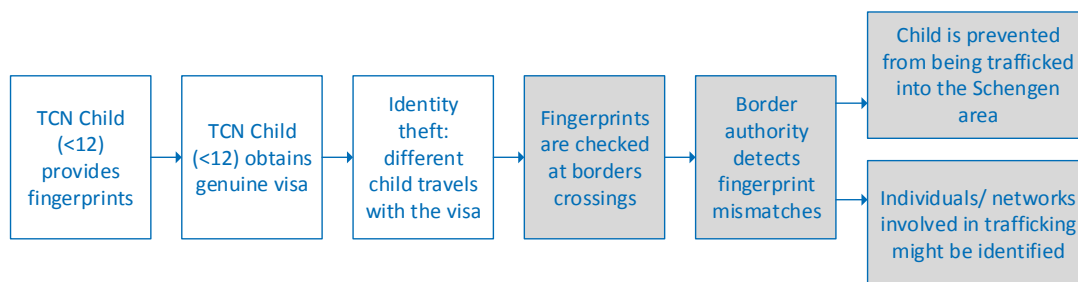 TCN Child
(<12)
provides
fingerprints
TCN Child
(<12) obtains
genuine visa
Identity theft:
different
child travels
with the visa
Fingerprints
are checked
at borders
crossings
Border
authority
detects
fingerprint
mismatches
Child is prevented
from being trafficked
into the Schengen
area
Individuals/ networks
involved in trafficking
might be identified